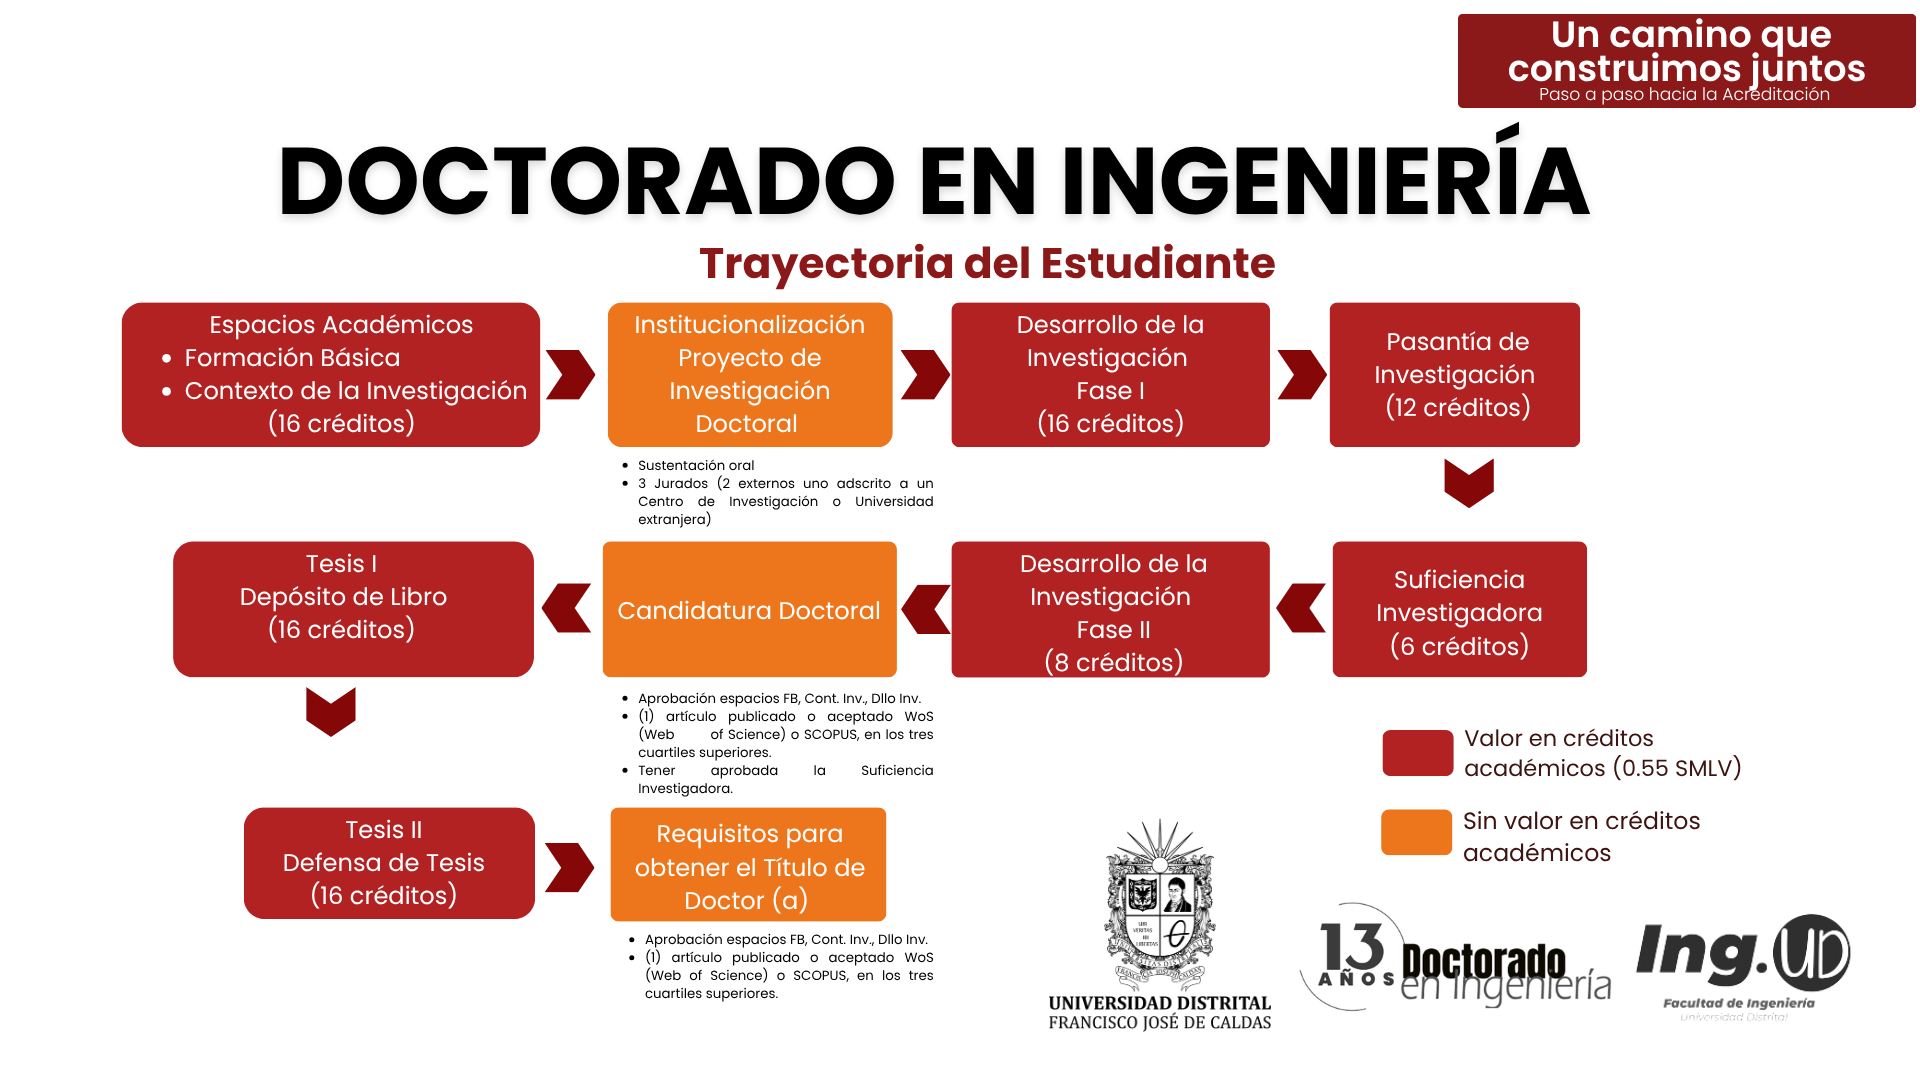 Un camino que
construimos juntos
Paso a paso hacia la Acreditación
DOCTORADO EN INGENIERÍA
Trayectoria del Estudiante
Espacios Académicos
• Formación Básica
• Contexto de la Investigación
(16 créditos)
Institucionalización
Proyecto de
Investigación
Doctoral
• Sustentación oral
• 3 Jurados (2 externos uno adscrito a un
Centro de Investigación o Universidad
extranjera)
Desarrollo de la
Investigación
Fase I
(16 créditos)
Pasantía de
Investigación
(12 créditos)
Suficiencia
Investigadora
(6 créditos)
Desarrollo de la
Investigación
Fase II
(8 créditos)
Candidatura Doctoral
• Aprobación espacios FB, Cont. Inv., Dllo Inv.
• (1) artículo publicado o aceptado WoS
(Web of Science) o SCOPUS, en los tres
cuartiles superiores.
• Tener aprobada la Suficiencia
Investigadora.
Tesis I
Depósito de Libro
(16 créditos)
Tesis II
Defensa de Tesis
(16 créditos)
Requisitos para
obtener el Título de
Doctor (a)
• Aprobación espacios FB, Cont. Inv., Dllo Inv.
• (1) artículo publicado o aceptado WoS
(Web of Science) o SCOPUS, en los tres
cuartiles superiores.
Valor en créditos
académicos (0.55 SMLV)
Sin valor en créditos
académicos
UNIVERSIDAD DISTRITAL
FRANCISCO JOSÉ DE CALDAS
13
AÑOS
Doctorado
en ingeniería
Ing.UD
Facultad de Ingeniería
Universidad Distrital